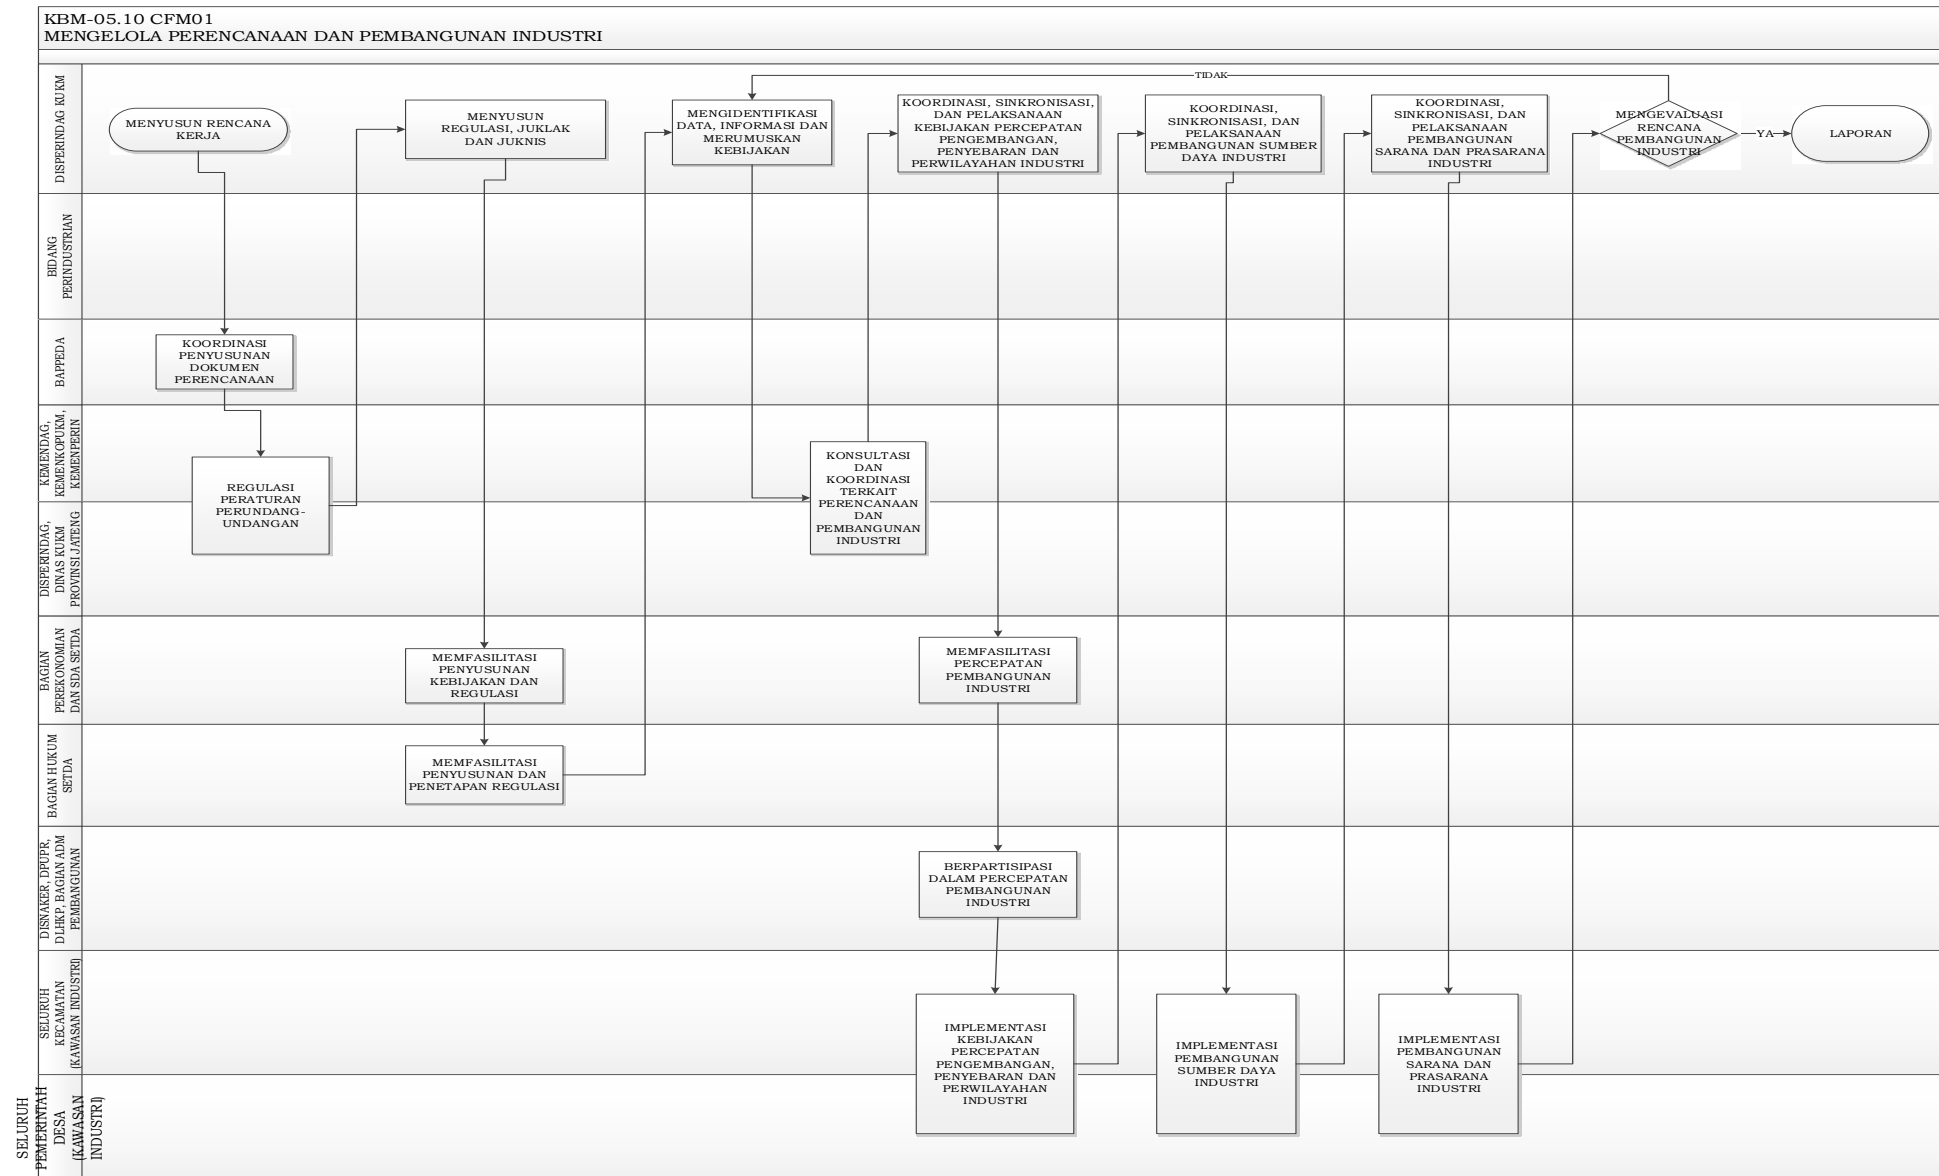 KBM-05.10 CFM01
MENGELOLA PERENCANAAN DAN PEMBANGUNAN INDUSTRI
DISPERINDAG KUKM
MENYUSUN RENCANA
KERJA
MENYUSUN
REGULASI, JUKLAK
DAN JUKNIS
MENGIDENTIFIKASI
DATA, INFORMASI DAN
MERUMUSKAN
KEBIJAKAN
KOORDINASI, SINKRONISASI,
DAN PELAKSANAAN
KEBIJAKAN PERCEPATAN
PENGEMBANGAN,
PENYEBARAN DAN
PERWILAYAHAN INDUSTRI
KOORDINASI,
SINKRONISASI, DAN
PELAKSANAAN
PEMBANGUNAN SUMBER
DAYA INDUSTRI
KOORDINASI,
SINKRONISASI, DAN
PELAKSANAAN
PEMBANGUNAN
SARANA DAN PRASARANA
INDUSTRI
TIDAK
MENGEVALUASI
RENCANA
PEMBANGUNAN
INDUSTRI
YA
LAPORAN
BIDANG
PERINDUSTRIAN
BAPPEDA
KOORDINASI
PENYUSUNAN
DOKUMEN
PERENCANAAN
KEMENDAG,
KEMENKOPUKM,
KEMENPERIN
REGULASI
PERATURAN
PERUNDANG-
UNDANGAN
KONSULTASI
DAN
KOORDINASI
TERKAIT
PERENCANAAN
DAN
PEMBANGUNAN
INDUSTRI
DISPERINDAG,
DINAS KUKM
PROVINSI JATENG
BAGIAN
PEREKONOMIAN
DAN SDA SETDA
MEMFASILITASI
PENYUSUNAN
KEBIJAKAN DAN
REGULASI
MEMFASILITASI
PERCEPATAN
PEMBANGUNAN
INDUSTRI
BAGIAN HUKUM
SETDA
MEMFASILITASI
PENYUSUNAN DAN
PENETAPAN REGULASI
DISNAKER, DPUPR,
DLHKP, BAGIAN ADM
PEMBANGUNAN
BERPARTISIPASI
DALAM PERCEPATAN
PEMBANGUNAN
INDUSTRI
SELURUH
KECAMATAN
(KAWASAN INDUSTRI)
IMPLEMENTASI
KEBIJAKAN
PERCEPATAN
PENGEMBANGAN,
PENYEBARAN DAN
PERWILAYAHAN
INDUSTRI
IMPLEMENTASI
PEMBANGUNAN
SUMBER DAYA
INDUSTRI
IMPLEMENTASI
PEMBANGUNAN
SARANA DAN
PRASARANA
INDUSTRI
SELURUH
PEMERINTAH
DESA
(KAWASAN
INDUSTRI)